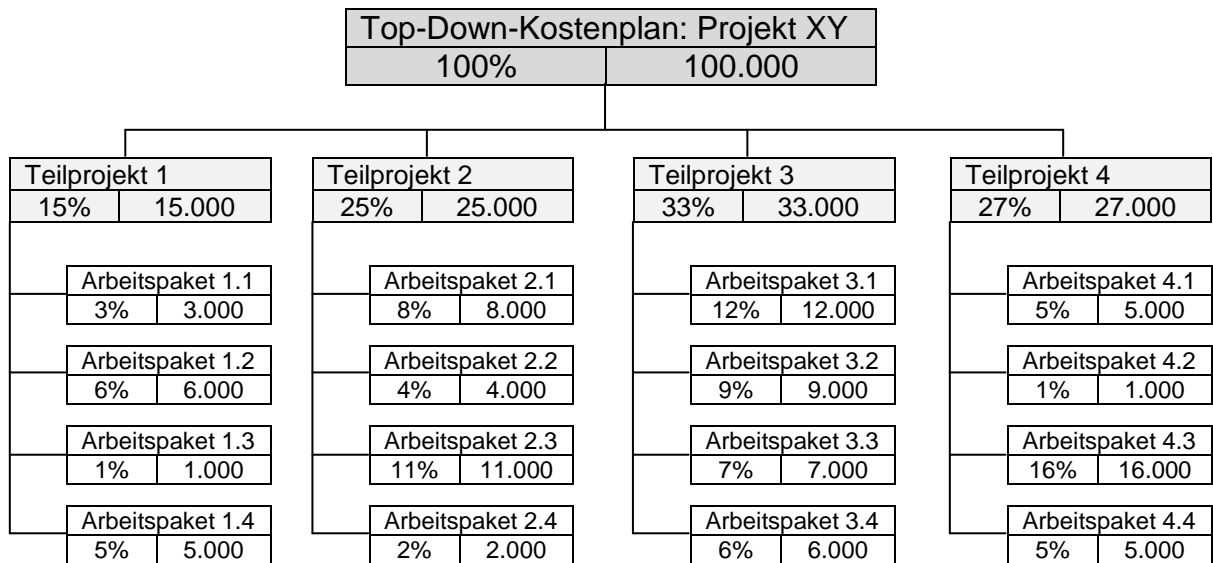 Top-Down-Kostenplan: Projekt XY
100% 100.000
Teilprojekt 1
15% 15.000
Arbeitspaket 1.1
3% 3.000
Arbeitspaket 1.2
6% 6.000
Arbeitspaket 1.3
1% 1.000
Arbeitspaket 1.4
5% 5.000
Teilprojekt 2
25% 25.000
Arbeitspaket 2.1
8% 8.000
Arbeitspaket 2.2
4% 4.000
Arbeitspaket 2.3
11% 11.000
Arbeitspaket 2.4
2% 2.000
Teilprojekt 3
33% 33.000
Arbeitspaket 3.1
12% 12.000
Arbeitspaket 3.2
9% 9.000
Arbeitspaket 3.3
7% 7.000
Arbeitspaket 3.4
6% 6.000
Teilprojekt 4
27% 27.000
Arbeitspaket 4.1
5% 5.000
Arbeitspaket 4.2
1% 1.000
Arbeitspaket 4.3
16% 16.000
Arbeitspaket 4.4
5% 5.000